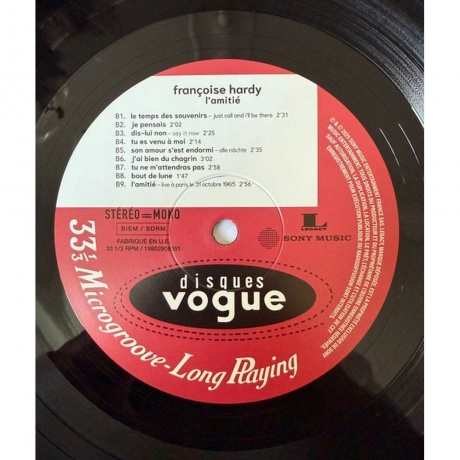 françoise hardy
l'amitié
B1. le temps des souvenirs - just call and i'll be there 2'31
B2. je pensais 2'02
B3. dis-lui non - say it now 2'25
B4. tu es venu à moi 2'14
B5. son amour s'est endormi - alle nächte 2'35
B6. j'ai bien du chagrin 3'02
B7. tu ne m'attendras pas 2'58
B8. bout de lune 1'47
B9. l'amitié - live à paris le 31 octobre 1965 2'56
STÉRÉO = MONO
BIEM / SDRM
FABRIQUÉ EN U.E.
33 1/3 RPM / 19802908351
L
LEGACY
SONY MUSIC
disques
vogue
33 1/3 Microgroove - Long Playing